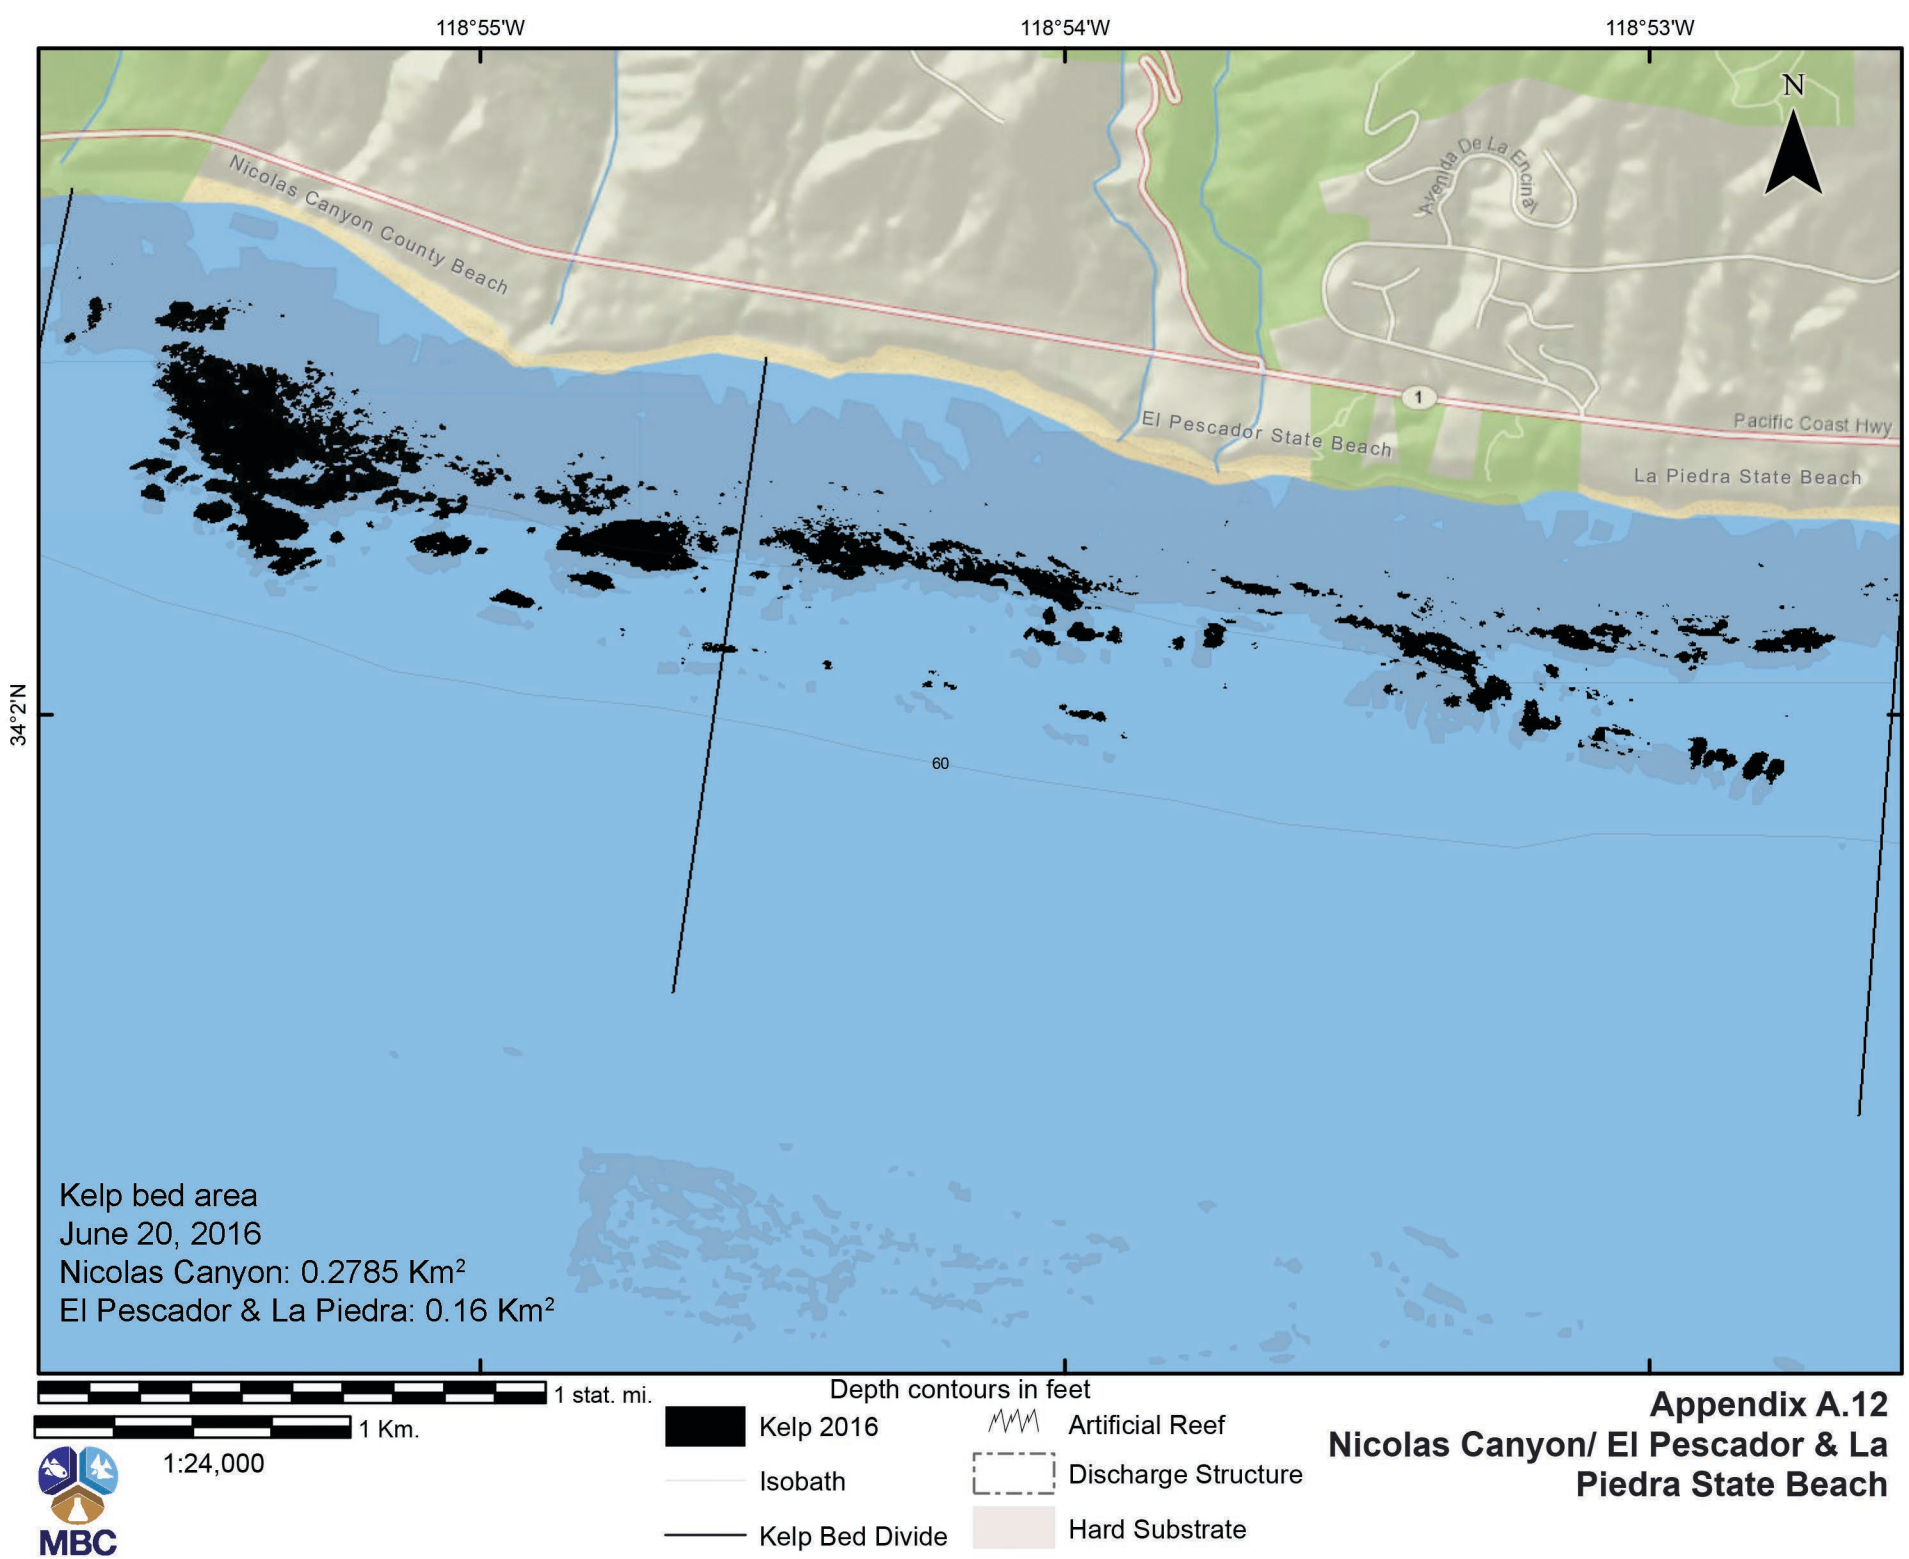 118°55'W
118°54'W
118°53'W
N
Nicolas Canyon County Beach
Avenida De La Encinal
1
Pacific Coast Hwy
El Pescador State Beach
La Piedra State Beach
34°2'N
60
Kelp bed area
June 20, 2016
Nicolas Canyon: 0.2785 Km²
El Pescador & La Piedra: 0.16 Km²
1 stat. mi.
1 Km.
1:24,000
MBC
Depth contours in feet
Kelp 2016
Isobath
Kelp Bed Divide
Artificial Reef
Discharge Structure
Hard Substrate
Appendix A.12
Nicolas Canyon/ El Pescador & La
Piedra State Beach